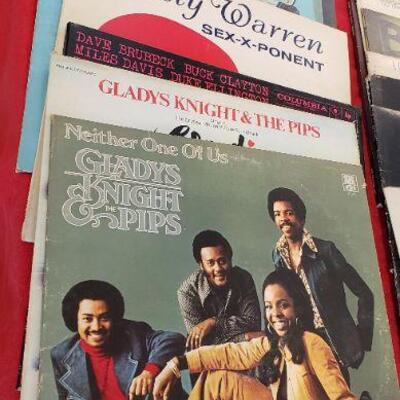 Warren
SEX-X-PONENT
DAVE BRUBECK BUCK CLAYTON
MILES DAVIS DUKE ELLINGTON
COLUMBIA
GLADYS KNIGHT & THE PIPS
Neither One Of Us
GLADYS
KNIGHT
& THE
PIPS